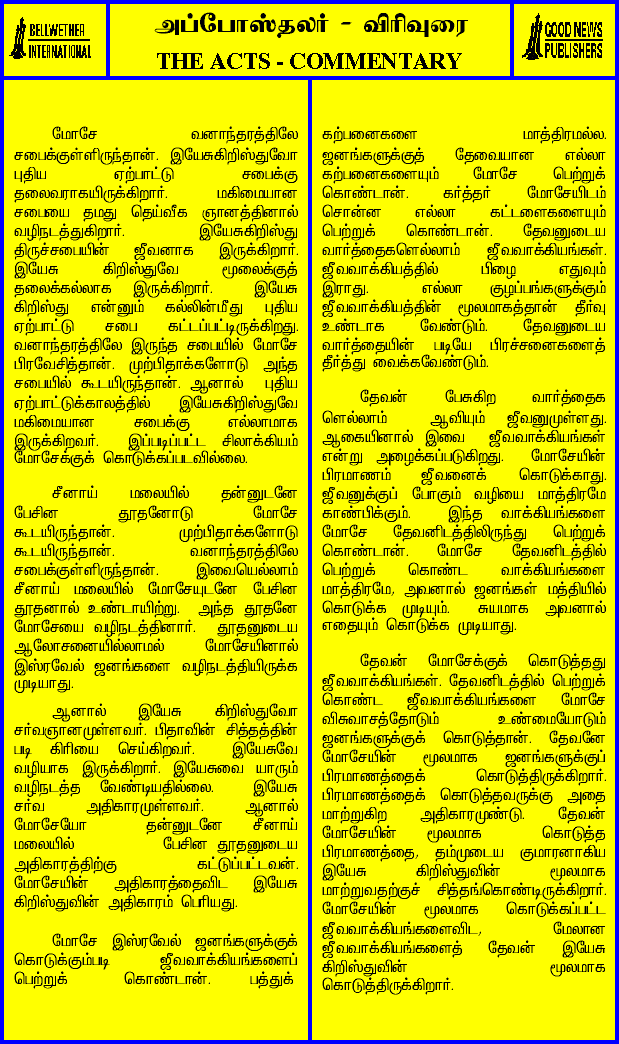 BELLWETHER
INTERNATIONAL
அப்போஸ்தலர் - விரிவுரை
THE ACTS - COMMENTARY
GOOD NEWS
PUBLISHERS
மோசே வனாந்தரத்திலே
சபைக்குள்ளிருந்தான். இயேசுகிறிஸ்துவோ
புதிய ஏற்பாட்டு சபைக்கு
தலைவராகயிருக்கிறார். மகிமையான
சபையை தமது தெய்வீக ஞானத்தினால்
வழிநடத்துகிறார். இயேசுகிறிஸ்து
திருச்சபையின் ஜீவனாக இருக்கிறார்.
இயேசு கிறிஸ்துவே மூலைக்குத்
தலைக்கல்லாக இருக்கிறார். இயேசு
கிறிஸ்து என்னும் கல்லின்மீது புதிய
ஏற்பாட்டு சபை கட்டப்பட்டிருக்கிறது.
வனாந்தரத்திலே இருந்த சபையில் மோசே
பிரவேசித்தான். முற்பிதாக்களோடு அந்த
சபையில் கூடயிருந்தான். ஆனால் புதிய
ஏற்பாட்டுக்காலத்தில் இயேசுகிறிஸ்துவே
மகிமையான சபைக்கு எல்லாமாக
இருக்கிறவர். இப்படிப்பட்ட சிலாக்கியம்
மோசேக்குக் கொடுக்கப்படவில்லை.
சீனாய் மலையில் தன்னுடனே
பேசின தூதனோடு மோசே
கூடயிருந்தான். முற்பிதாக்களோடு
கூடயிருந்தான். வனாந்தரத்திலே
சபைக்குள்ளிருந்தான். இவையெல்லாம்
சீனாய் மலையில் மோசேயுடனே பேசின
தூதனால் உண்டாயிற்று. அந்த தூதனே
மோசேயை வழிநடத்தினார். தூதனுடைய
ஆலோசனையில்லாமல் மோசேயினால்
இஸ்ரவேல் ஜனங்களை வழிநடத்தியிருக்க
முடியாது.
ஆனால் இயேசு கிறிஸ்துவோ
சர்வஞானமுள்ளவர். பிதாவின் சித்தத்தின்
படி கிரியை செய்கிறவர். இயேசுவே
வழியாக இருக்கிறார். இயேசுவை யாரும்
வழிநடத்த வேண்டியதில்லை. இயேசு
சர்வ அதிகாரமுள்ளவர். ஆனால்
மோசேயோ தன்னுடனே சீனாய்
மலையில் பேசின தூதனுடைய
அதிகாரத்திற்கு கட்டுப்பட்டவன்.
மோசேயின் அதிகாரத்தைவிட இயேசு
கிறிஸ்துவின் அதிகாரம் பெரியது.
மோசே இஸ்ரவேல் ஜனங்களுக்குக்
கொடுக்கும்படி ஜீவவாக்கியங்களைப்
பெற்றுக் கொண்டான். பத்துக்
கற்பனைகளை மாத்திரமல்ல.
ஜனங்களுக்குத் தேவையான எல்லா
கற்பனைகளையும் மோசே பெற்றுக்
கொண்டான். கர்த்தர் மோசேயிடம்
சொன்ன எல்லா கட்டளைகளையும்
பெற்றுக் கொண்டான். தேவனுடைய
வார்த்தைகளெல்லாம் ஜீவவாக்கியங்கள்.
ஜீவவாக்கியத்தில் பிழை எதுவும்
இராது. எல்லா குழப்பங்களுக்கும்
ஜீவவாக்கியத்தின் மூலமாகத்தான் தீர்வு
உண்டாக வேண்டும். தேவனுடைய
வார்த்தையின் படியே பிரச்சனைகளைத்
தீர்த்து வைக்கவேண்டும்.
தேவன் பேசுகிற வார்த்தைக
ளெல்லாம் ஆவியும் ஜீவனுமுள்ளது.
ஆகையினால் இவை ஜீவவாக்கியங்கள்
என்று அழைக்கப்படுகிறது. மோசேயின்
பிரமாணம் ஜீவனைக் கொடுக்காது.
ஜீவனுக்குப் போகும் வழியை மாத்திரமே
காண்பிக்கும். இந்த வாக்கியங்களை
மோசே தேவனிடத்திலிருந்து பெற்றுக்
கொண்டான். மோசே தேவனிடத்தில்
பெற்றுக் கொண்ட வாக்கியங்களை
மாத்திரமே, அவனால் ஜனங்கள் மத்தியில்
கொடுக்க முடியும். சுயமாக அவனால்
எதையும் கொடுக்க முடியாது.
தேவன் மோசேக்குக் கொடுத்தது
ஜீவவாக்கியங்கள். தேவனிடத்தில் பெற்றுக்
கொண்ட ஜீவவாக்கியங்களை மோசே
விசுவாசத்தோடும் உண்மையோடும்
ஜனங்களுக்குக் கொடுத்தான். தேவனே
மோசேயின் மூலமாக ஜனங்களுக்குப்
பிரமாணத்தைக் கொடுத்திருக்கிறார்.
பிரமாணத்தைக் கொடுத்தவருக்கு அதை
மாற்றுகிற அதிகாரமுண்டு. தேவன்
மோசேயின் மூலமாக கொடுத்த
பிரமாணத்தை, தம்முடைய குமாரனாகிய
இயேசு கிறிஸ்துவின் மூலமாக
மாற்றுவதற்குச் சித்தங்கொண்டிருக்கிறார்.
மோசேயின் மூலமாக கொடுக்கப்பட்ட
ஜீவவாக்கியங்களைவிட, மேலான
ஜீவவாக்கியங்களைத் தேவன் இயேசு
கிறிஸ்துவின் மூலமாக
கொடுத்திருக்கிறார்.